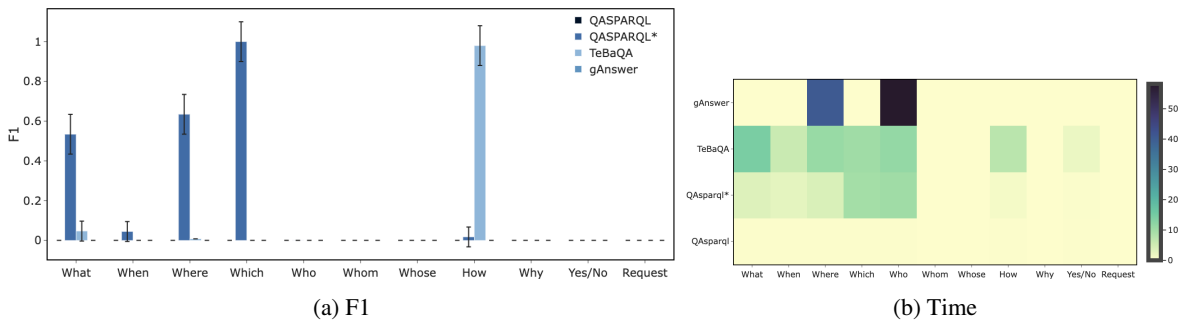 QASPARQL
QASPARQL*
TeBaQA
gAnswer
F1
1
0.8
0.6
0.4
0.2
0
What When Where Which Who Whom Whose How Why Yes/No Request
(a) F1
gAnswer
TeBaQA
QAsparql*
QAsparql
What When Where Which Who Whom Whose How Why Yes/No Request
50
40
30
20
10
0
(b) Time